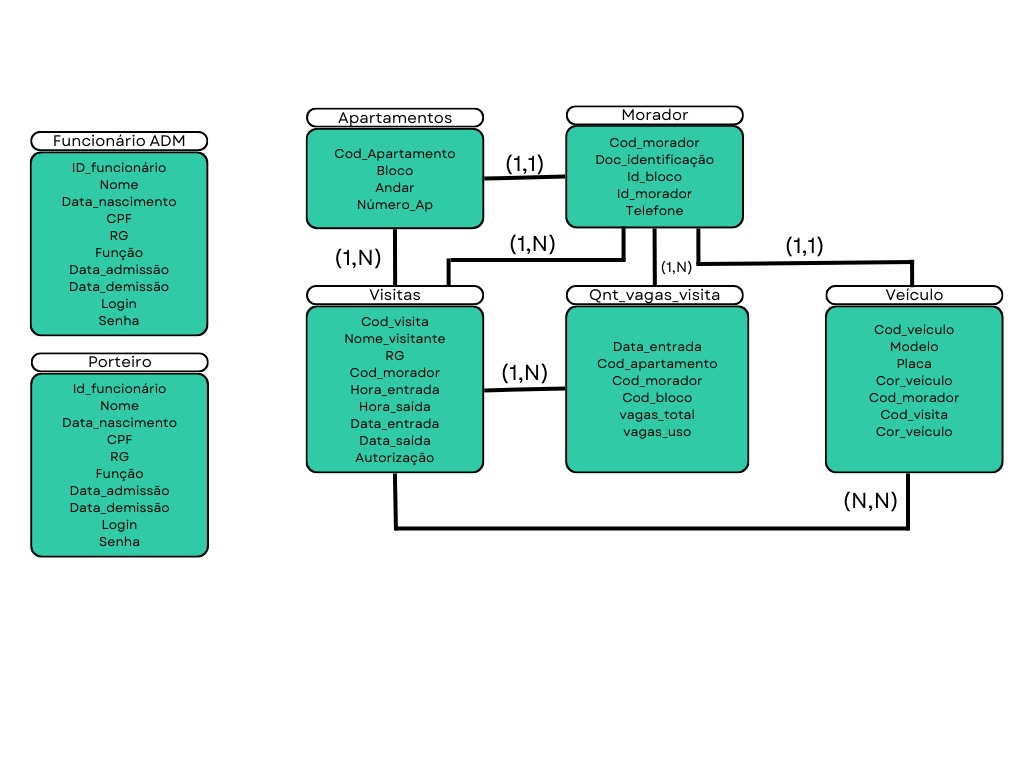 Funcionário ADM
ID_funcionário
Nome
Data_nascimento
CPF
RG
Função
Data_admissão
Data_demissão
Login
Senha
Porteiro
Id_funcionário
Nome
Data_nascimento
CPF
RG
Função
Data_admissão
Data_demissão
Login
Senha
Apartamentos
Cod_Apartamento
Bloco
Andar
Número_Ap
(1,1)
Morador
Cod_morador
Doc_identificação
Id_bloco
Id_morador
Telefone
(1,N)
(1,N)
(1,N)
(1,1)
Visitas
Cod_visita
Nome_visitante
RG
Cod_morador
Hora_entrada
Hora_saída
Data_entrada
Data_saída
Autorização
(1,N)
Qnt_vagas_visita
Data_entrada
Cod_apartamento
Cod_morador
Cod_bloco
vagas_total
vagas_uso
Veículo
Cod_veículo
Modelo
Placa
Cor_veículo
Cod_morador
Cod_visita
Cor_veículo
(N,N)